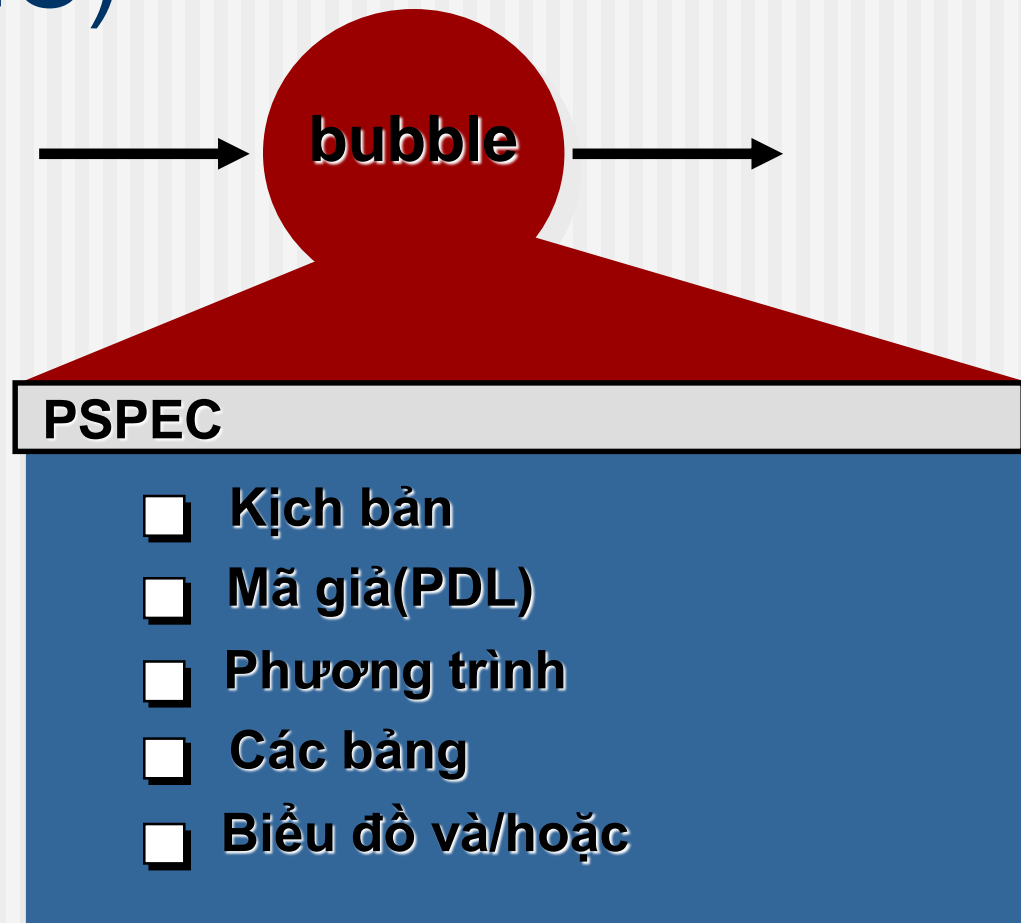 bubble
PSPEC
Kịch bản
Mã giả(PDL)
Phương trình
Các bảng
Biểu đồ và/hoặc